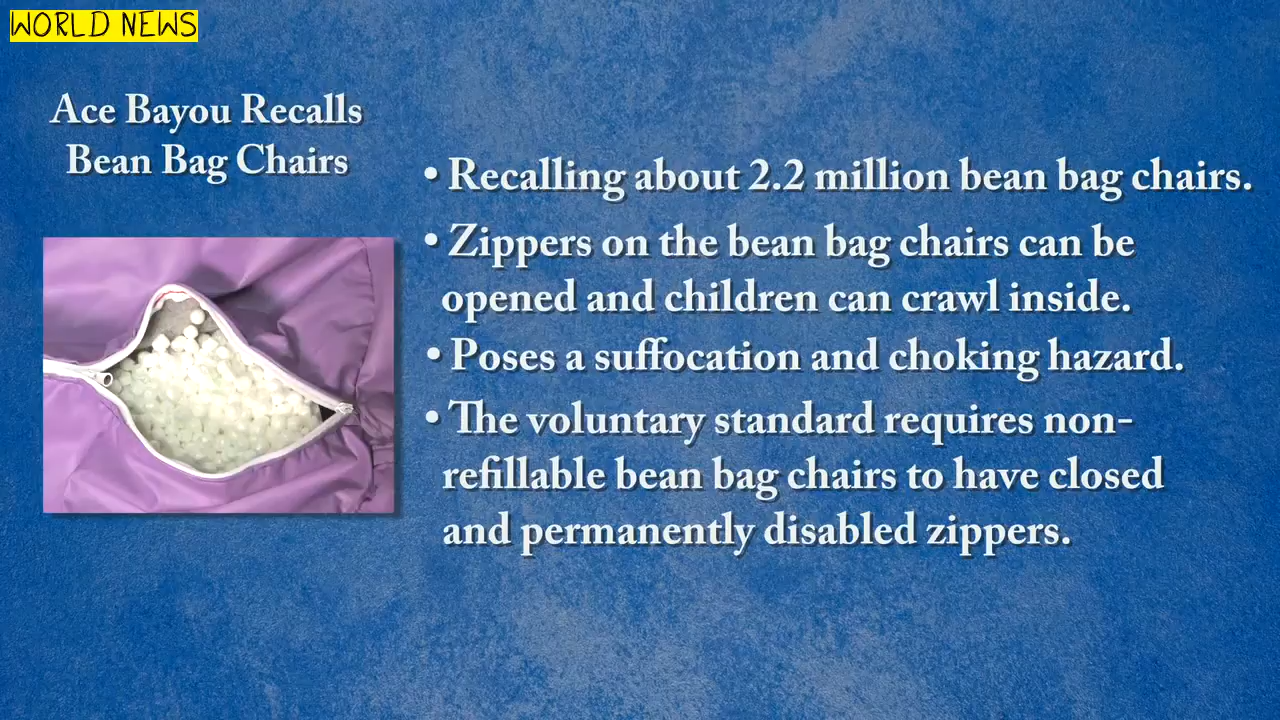 WORLD NEWS
Ace Bayou Recalls
Bean Bag Chairs
• Recalling about 2.2 million bean bag chairs.
• Zippers on the bean bag chairs can be
opened and children can crawl inside.
• Poses a suffocation and choking hazard.
• The voluntary standard requires non-
refillable bean bag chairs to have closed
and permanently disabled zippers.